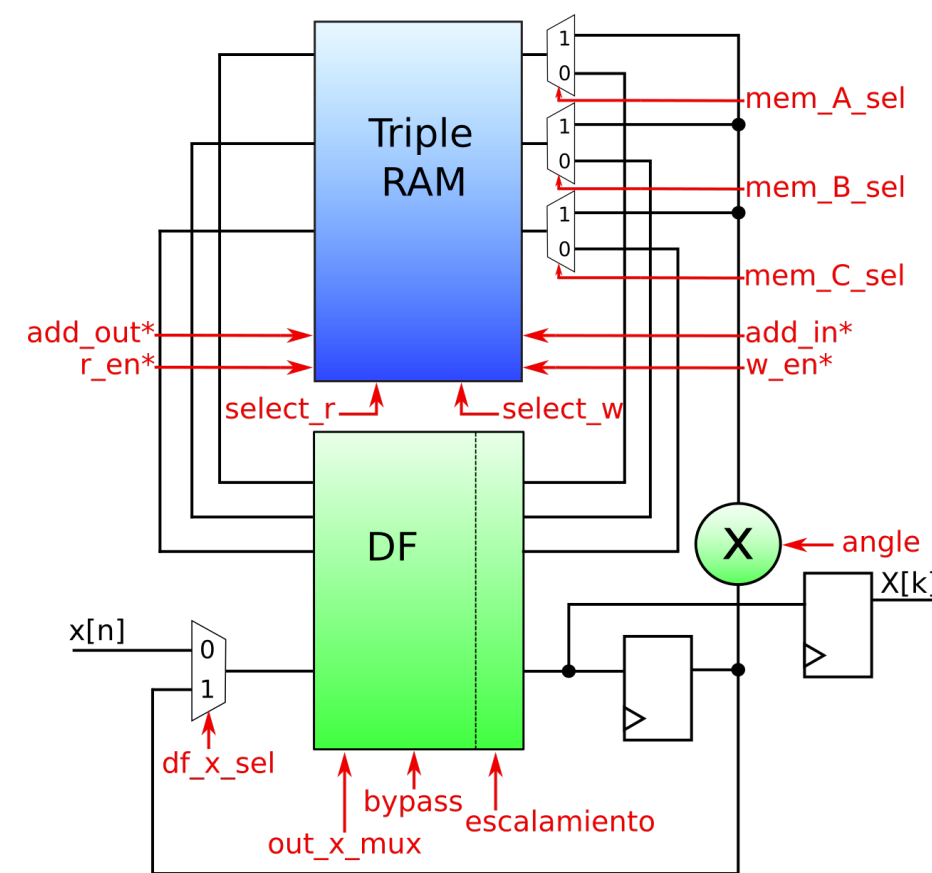 1
0
mem_A_sel
Triple
RAM
1
0
mem_B_sel
1
0
mem_C_sel
add_out*
add_in*
r_en*
w_en*
select_r
select_w
DF
X
angle
X[k]
x[n]
0
1
df_x_sel
bypass
escalamiento
out_x_mux